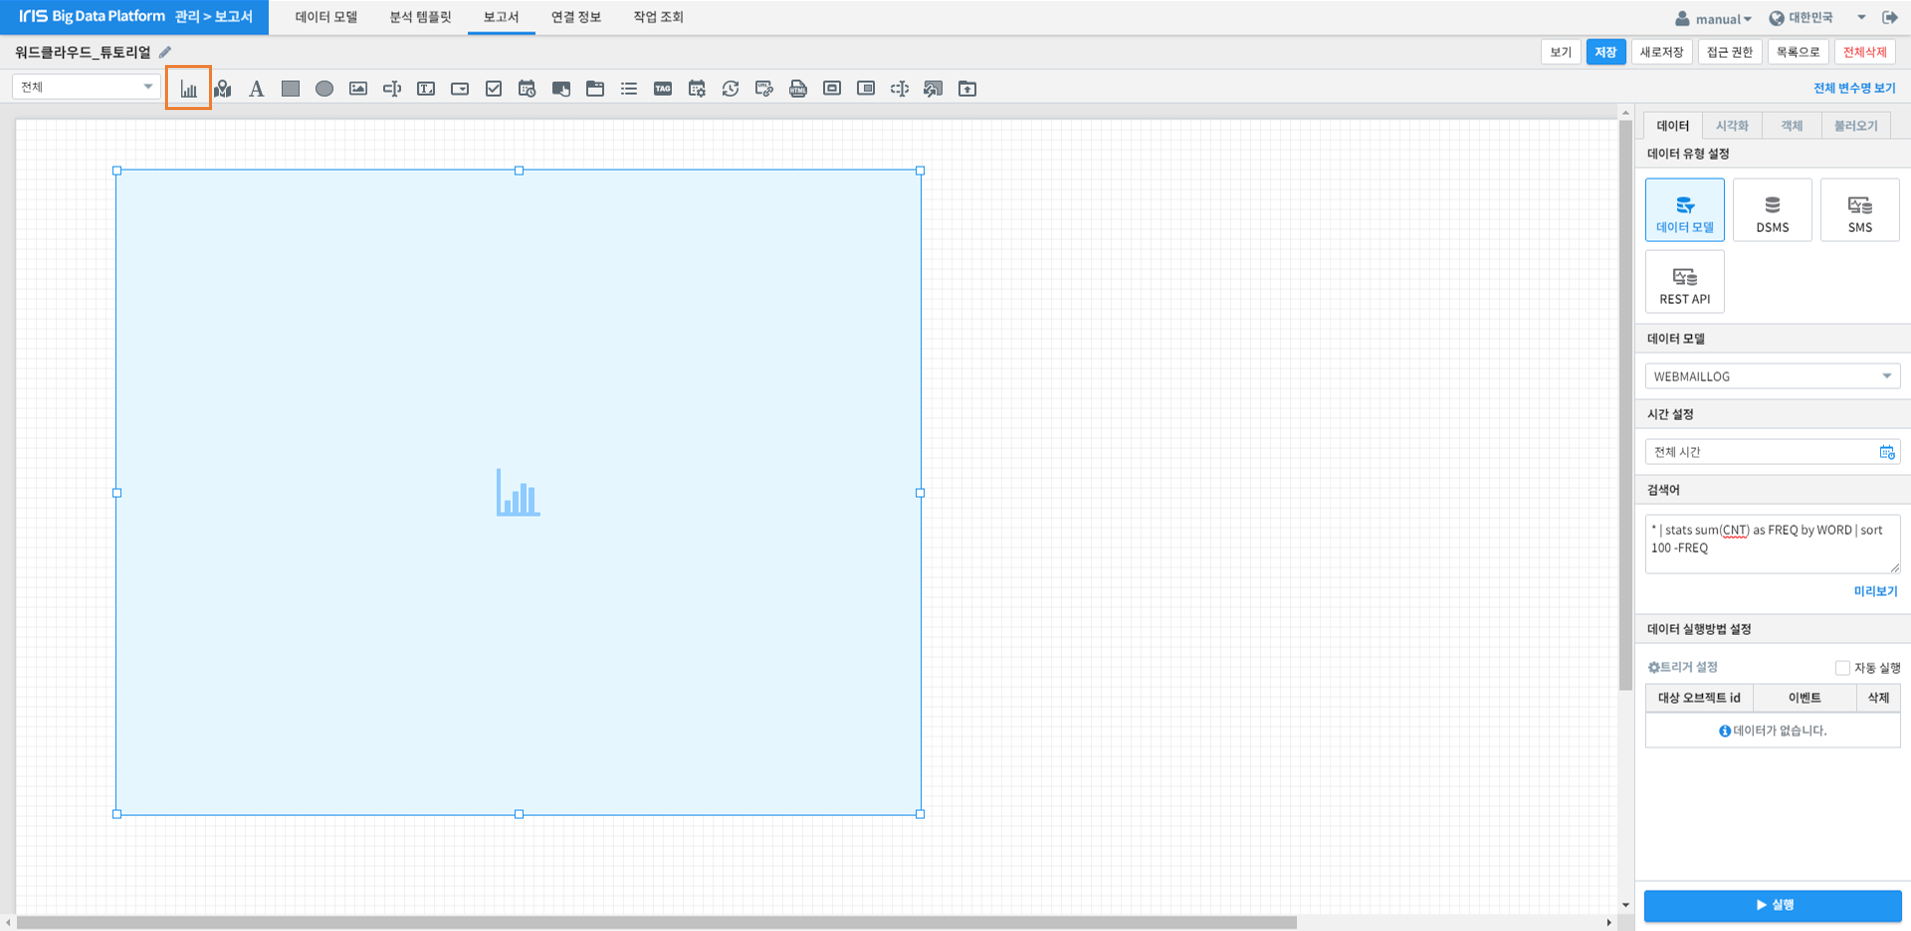 IRIS Big Data Platform 관리 > 보고서
데이터 모델
분석 템플릿
보고서
연결 정보
작업 조회
manual
대한민국
워드클라우드_튜토리얼
보기
저장
새로저장
접근 권한
목록으로
전체삭제
전체
A
T
TAG
HTML
전체 변수명 보기
데이터
시각화
객체
불러오기
데이터 유형 설정
데이터 모델
DSMS
SMS
REST API
데이터 모델
WEBMAILLOG
시간 설정
전체 시간
검색어
* | stats sum(CNT) as FREQ by WORD | sort
100 -FREQ
미리보기
데이터 실행방법 설정
트리거 설정
자동 실행
대상 오브젝트 id
이벤트
삭제
데이터가 없습니다.
실행